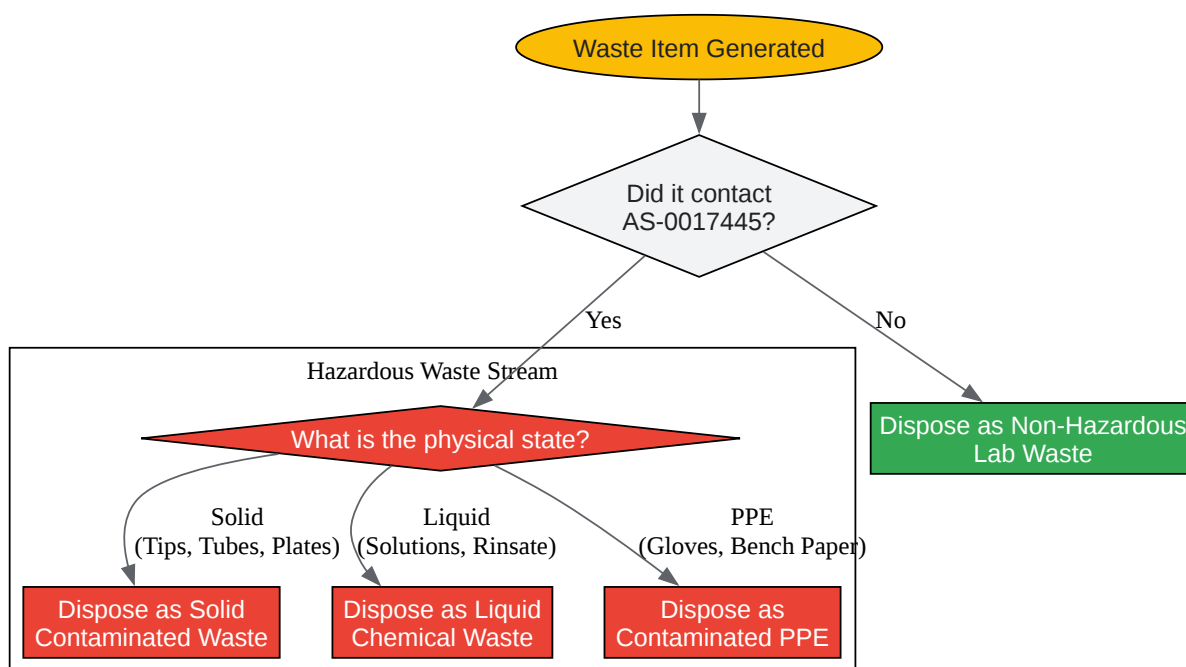 Waste Item Generated
Did it contact
AS-0017445?
Yes
No
Hazardous Waste Stream
What is the physical state?
Dispose as Non-Hazardous
Lab Waste
Solid
(Tips, Tubes, Plates)
Liquid
(Solutions, Rinsate)
PPE
(Gloves, Bench Paper)
Dispose as Solid
Contaminated Waste
Dispose as Liquid
Chemical Waste
Dispose as
Contaminated PPE